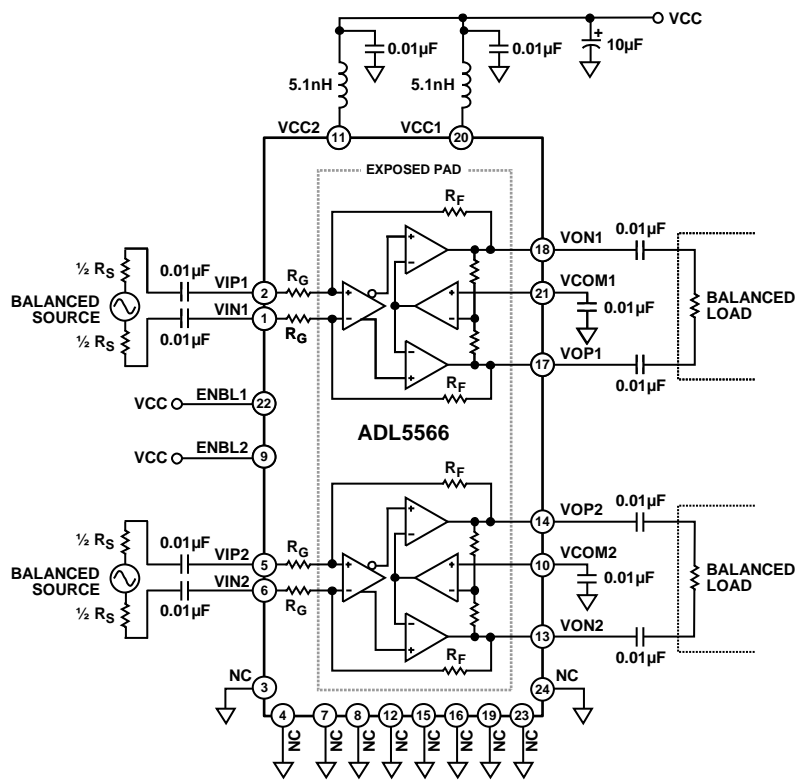 VCC
0.01µF
0.01µF
10µF
+
5.1nH
5.1nH
VCC2
VCC1
11
20
EXPOSED PAD
RF
½ RS
0.01µF
VIP1
2
RG
+
−
+
−
18
VON1
0.01µF
BALANCED
SOURCE
VIN1
1
RG
−
+
−
21
VCOM1
0.01µF
BALANCED
LOAD
½ RS
0.01µF
−
+
17
VOP1
0.01µF
RF
VCC
ENBL1
22
ADL5566
VCC
ENBL2
9
RF
½ RS
0.01µF
VIP2
5
RG
+
−
+
−
14
VOP2
0.01µF
BALANCED
SOURCE
VIN2
6
RG
−
+
−
10
VCOM2
0.01µF
BALANCED
LOAD
½ RS
0.01µF
−
+
13
VON2
0.01µF
RF
NC
3
24
NC
4
7
8
12
15
16
19
23
NC
NC
NC
NC
NC
NC
NC
NC